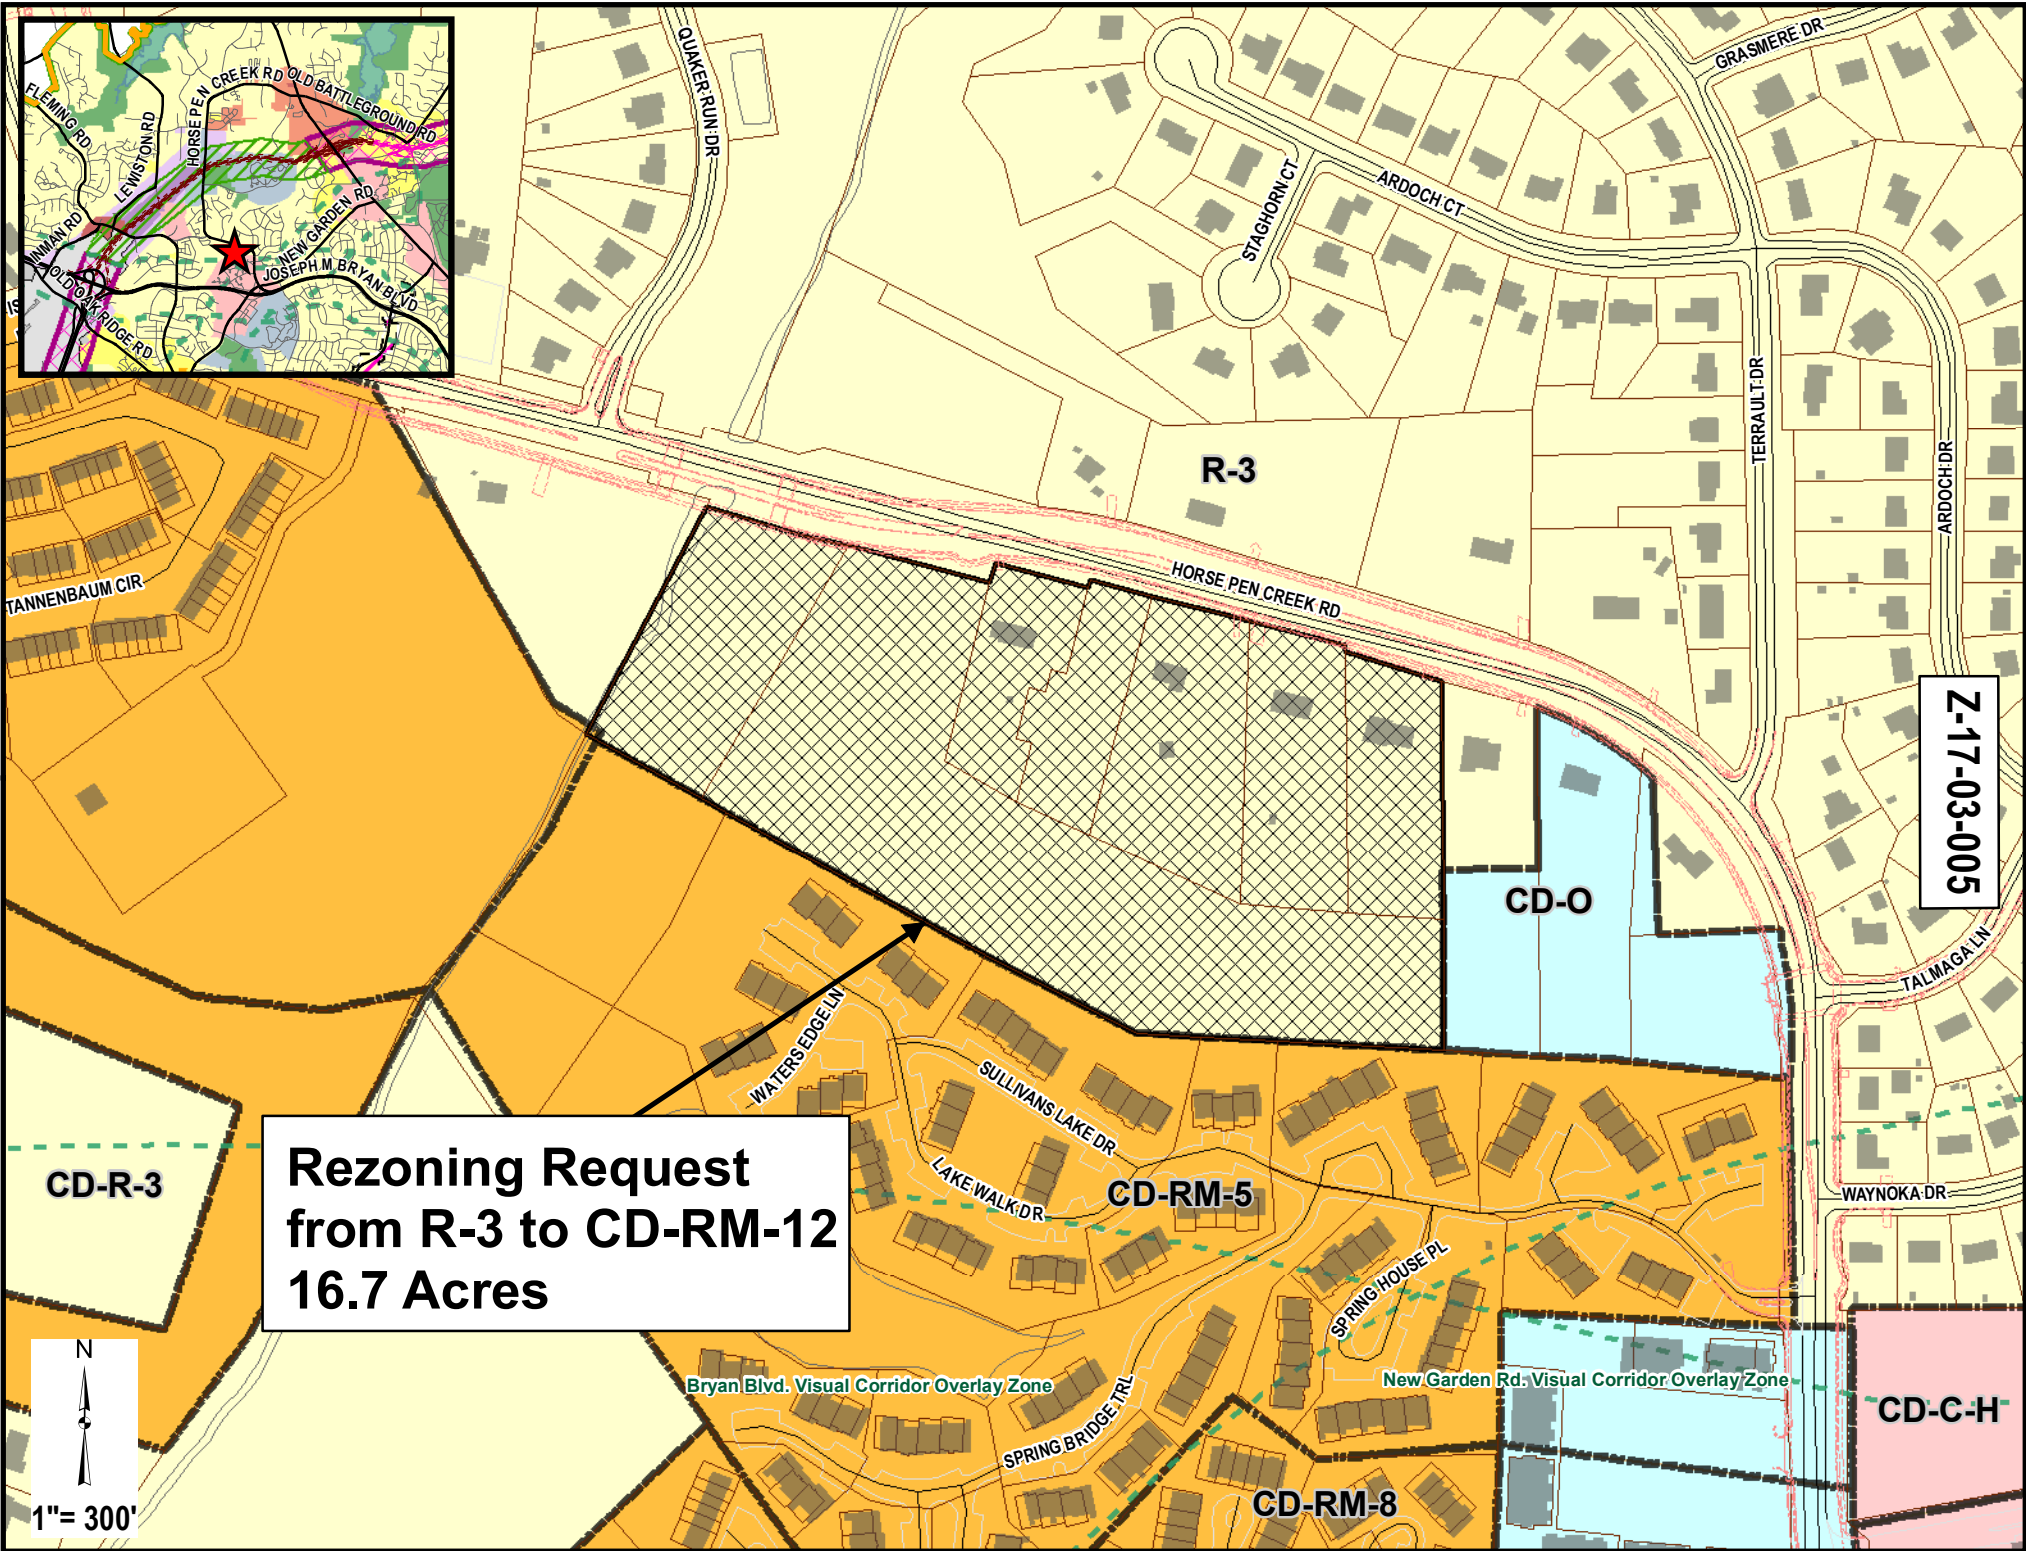 HORSE PEN CREEK RD
OLD BATTLEGROUND RD
FLEMING RD
LEWISTON RD
INMAN RD
NEW GARDEN RD
JOSEPH M BRYAN BLVD
OLD OAK RIDGE RD
QUAKER RUN DR
GRASMERE DR
STAGHORN CT
ARDOCH CT
TERRAULT DR
ARDOCH DR
R-3
HORSE PEN CREEK RD
TANNENBAUM CIR
Z-17-03-005
CD-O
TALMAGA LN
WATERS EDGE LN
SULLIVANS LAKE DR
LAKE WALK DR
CD-RM-5
WAYNOKA DR
CD-R-3
Rezoning Request
from R-3 to CD-RM-12
16.7 Acres
SPRING HOUSE PL
N
1"= 300'
Bryan Blvd. Visual Corridor Overlay Zone
New Garden Rd. Visual Corridor Overlay Zone
SPRING BRIDGE TRL
CD-C-H
CD-RM-8